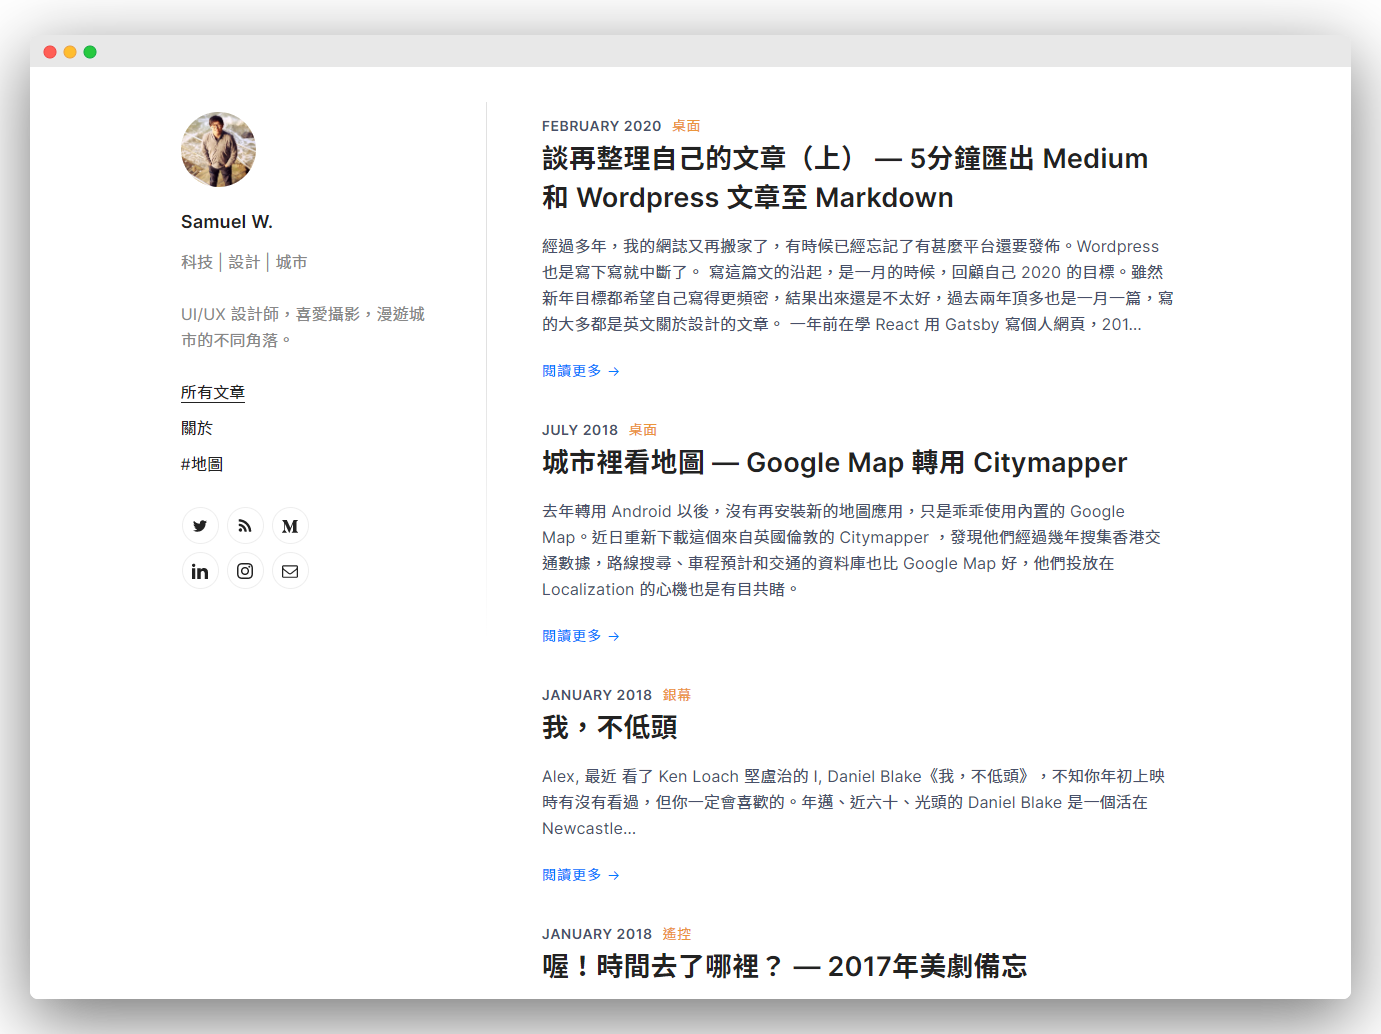 Samuel W.
科技 | 設計 | 城市
UI/UX 設計師，喜愛攝影，漫遊城
市的不同角落。
所有文章
關於
#地圖
FEBRUARY 2020 桌面
談再整理自己的文章（上） — 5分鐘匯出 Medium
和 Wordpress 文章至 Markdown
經過多年，我的網誌又再搬家了，有時候已經忘記了有甚麼平台還要發佈。Wordpress
也是寫下寫就中斷了。 寫這篇文的沿起，是一月的時候，回顧自己 2020 的目標。雖然
新年目標都希望自己寫得更頻密，結果出來還是不太好，過去兩年頂多也是一月一篇，寫
的大多都是英文關於設計的文章。 一年前在學 React 用 Gatsby 寫個人網頁，201...
閱讀更多 →
JULY 2018 桌面
城市裡看地圖 — Google Map 轉用 Citymapper
去年轉用 Android 以後，沒有再安裝新的地圖應用，只是乖乖使用內置的 Google
Map。近日重新下載這個來自英國倫敦的 Citymapper ，發現他們經過幾年搜集香港交
通數據，路線搜尋、車程預計和交通的資料庫也比 Google Map 好，他們投放在
Localization 的心機也是有目共睹。
閱讀更多 →
JANUARY 2018 銀幕
我，不低頭
Alex, 最近 看了 Ken Loach 堅盧治的 I, Daniel Blake《我，不低頭》，不知你年初上映
時有沒有看過，但你一定會喜歡的。年邁、近六十、光頭的 Daniel Blake 是一個活在
Newcastle...
閱讀更多 →
JANUARY 2018 遙控
喔！時間去了哪裡？ — 2017年美劇備忘